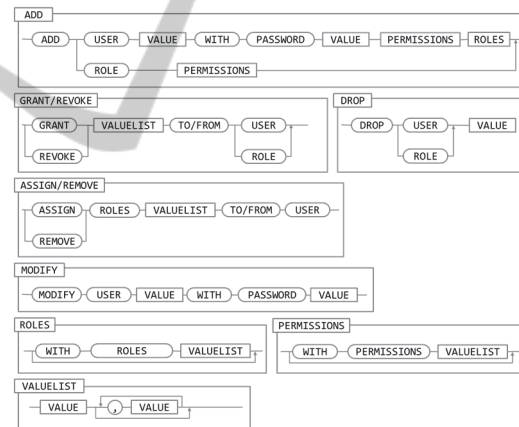 ADD
ADD USER VALUE WITH PASSWORD VALUE PERMISSIONS ROLES
ROLE PERMISSIONS
GRANT/REVOKE
GRANT VALUELIST TO/FROM USER
REVOKE ROLE
DROP
DROP USER VALUE
ROLE
ASSIGN/REMOVE
ASSIGN ROLES VALUELIST TO/FROM USER
REMOVE
MODIFY
MODIFY USER VALUE WITH PASSWORD VALUE
ROLES
WITH ROLES VALUELIST
PERMISSIONS
WITH PERMISSIONS VALUELIST
VALUELIST
VALUE , VALUE